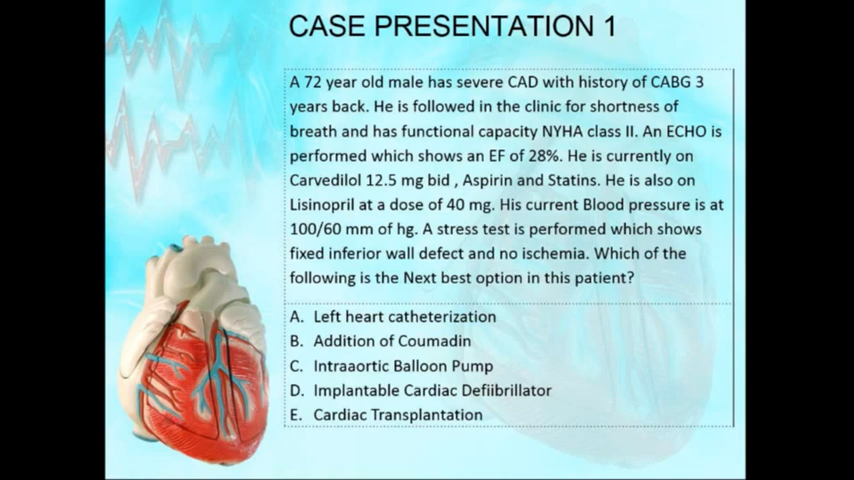 CASE PRESENTATION 1
A 72 year old male has severe CAD with history of CABG 3
years back. He is followed in the clinic for shortness of
breath and has functional capacity NYHA class II. An ECHO is
performed which shows an EF of 28%. He is currently on
Carvedilol 12.5 mg bid , Aspirin and Statins. He is also on
Lisinopril at a dose of 40 mg. His current Blood pressure is at
100/60 mm of hg. A stress test is performed which shows
fixed inferior wall defect and no ischemia. Which of the
following is the Next best option in this patient?
A. Left heart catheterization
B. Addition of Coumadin
C. Intraaortic Balloon Pump
D. Implantable Cardiac Defiibrillator
E. Cardiac Transplantation